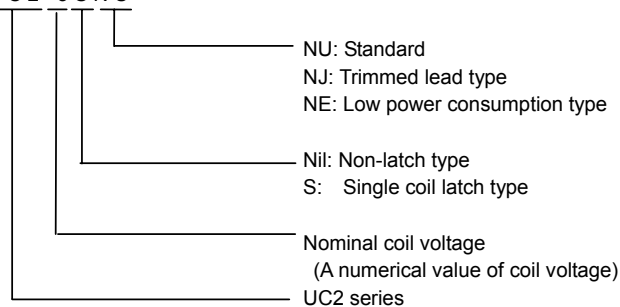 NU: Standard
NJ: Trimmed lead type
NE: Low power consumption type
Nil: Non-latch type
S: Single coil latch type
Nominal coil voltage
(A numerical value of coil voltage)
UC2 series